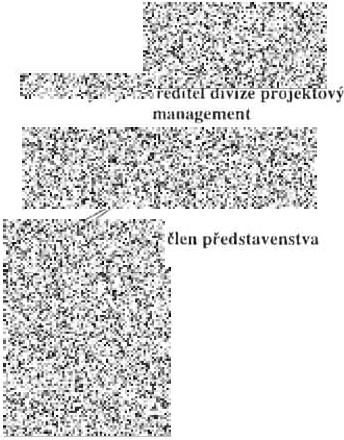 ředitel divize projektový
management
člen představenstva